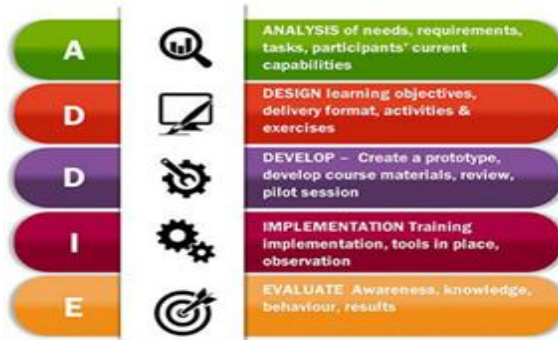 A
ANALYSIS of needs, requirements,
tasks, participants' current
capabilities
D
DESIGN learning objectives,
delivery format, activities &
exercises
D
DEVELOP – Create a prototype,
develop course materials, review,
pilot session
I
IMPLEMENTATION Training
implementation, tools in place,
observation
E
EVALUATE Awareness, knowledge,
behaviour, results